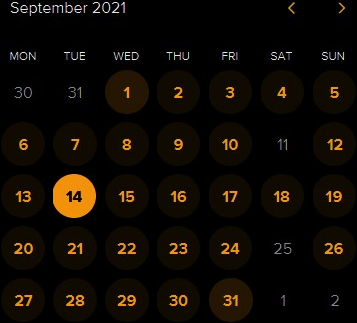 September 2021
MON TUE WED THU FRI SAT SUN
30 31 1 2 3 4 5
6 7 8 9 10 11 12
13 14 15 16 17 18 19
20 21 22 23 24 25 26
27 28 29 30 31 1 2